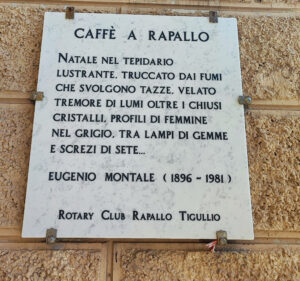 CAFFÈ A RAPALLO
NATALE NEL TEPIDARIO
LUSTRANTE, TRUCCATO DAI FUMI
CHE SVOLGONO TAZZE, VELATO
TREMORE DI LUMI OLTRE I CHIUSI
CRISTALLI, PROFILI DI FEMMINE
NEL GRIGIO, TRA LAMPI DI GEMME
E SCREZI DI SETE...
EUGENIO MONTALE (1896 - 1981)
ROTARY CLUB RAPALLO TIGULLIO